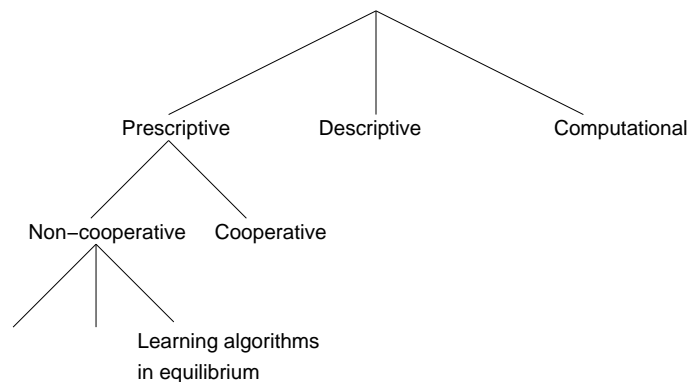 Prescriptive Descriptive Computational
Non−cooperative Cooperative
Learning algorithms
in equilibrium